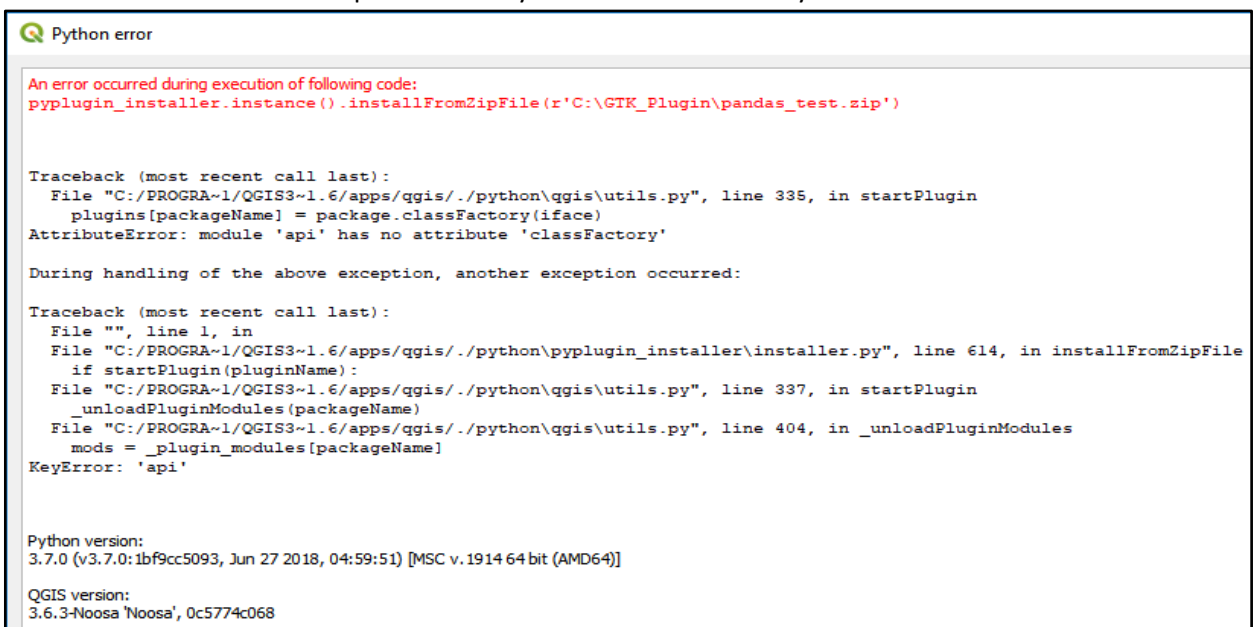 Python error
An error occurred during execution of following code:
pyplugin_installer.instance().installFromZipFile(r'C:\GTK_Plugin\pandas_test.zip')
Traceback (most recent call last):
File "C:/PROGRA~1/QGIS3~1.6/apps/qgis/./python\qgis\utils.py", line 335, in startPlugin
plugins[packageName] = package.classFactory(iface)
AttributeError: module 'api' has no attribute 'classFactory'
During handling of the above exception, another exception occurred:
Traceback (most recent call last):
File "", line 1, in
File "C:/PROGRA~1/QGIS3~1.6/apps/qgis/./python\pyplugin_installer\installer.py", line 614, in installFromZipFile
if startPlugin(pluginName):
File "C:/PROGRA~1/QGIS3~1.6/apps/qgis/./python\qgis\utils.py", line 337, in startPlugin
_unloadPluginModules(packageName)
File "C:/PROGRA~1/QGIS3~1.6/apps/qgis/./python\qgis\utils.py", line 404, in _unloadPluginModules
mods = _plugin_modules[packageName]
KeyError: 'api'
Python version:
3.7.0 (v3.7.0:1bf9cc5093, Jun 27 2018, 04:59:51) [MSC v.1914 64 bit (AMD64)]
QGIS version:
3.6.3-Noosa 'Noosa', 0c5774c068